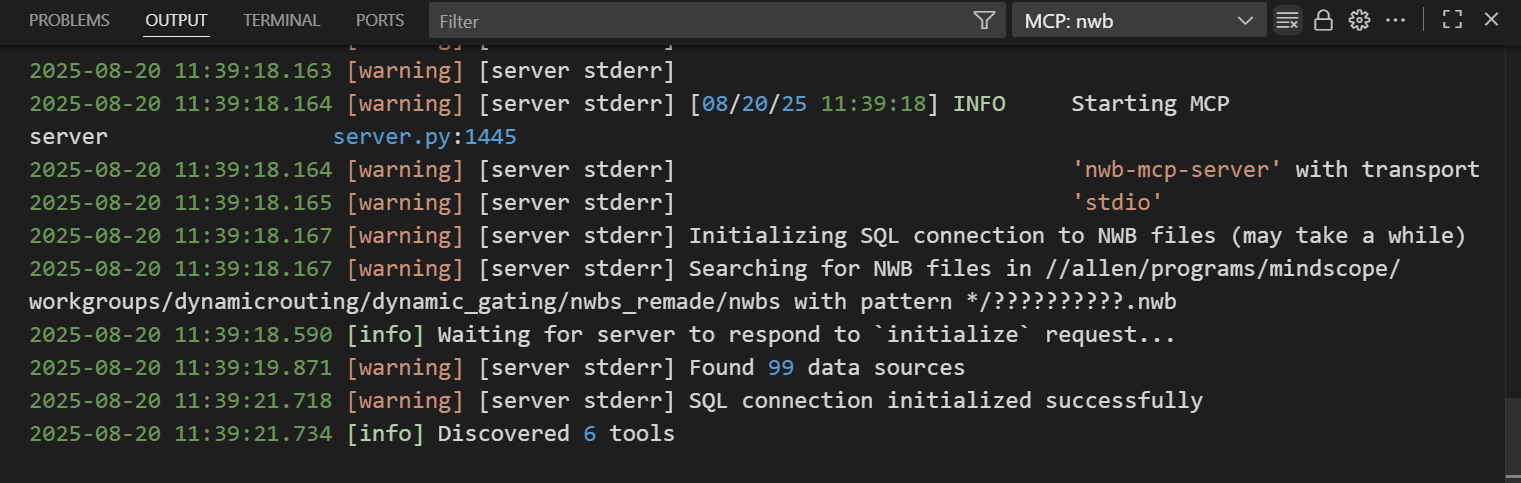 PROBLEMS OUTPUT TERMINAL PORTS Filter MCP: nwb
2025-08-20 11:39:18.163 [warning] [server stderr]
2025-08-20 11:39:18.164 [warning] [server stderr] [08/20/25 11:39:18] INFO     Starting MCP
server                 server.py:1445
2025-08-20 11:39:18.164 [warning] [server stderr]                              'nwb-mcp-server' with transport
2025-08-20 11:39:18.165 [warning] [server stderr]                              'stdio'
2025-08-20 11:39:18.167 [warning] [server stderr] Initializing SQL connection to NWB files (may take a while)
2025-08-20 11:39:18.167 [warning] [server stderr] Searching for NWB files in //allen/programs/mindscope/
workgroups/dynamicrouting/dynamic_gating/nwbs_remade/nwbs with pattern */??????????.nwb
2025-08-20 11:39:18.590 [info] Waiting for server to respond to `initialize` request...
2025-08-20 11:39:19.871 [warning] [server stderr] Found 99 data sources
2025-08-20 11:39:21.718 [warning] [server stderr] SQL connection initialized successfully
2025-08-20 11:39:21.734 [info] Discovered 6 tools